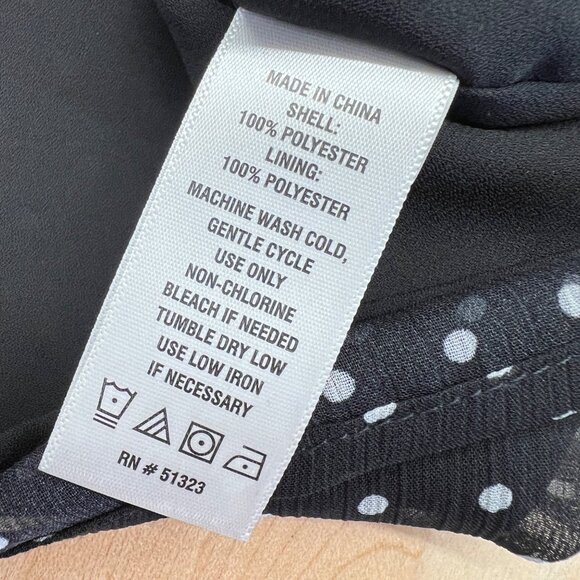 MADE IN CHINA
SHELL:
100% POLYESTER
LINING:
100% POLYESTER
MACHINE WASH COLD,
GENTLE CYCLE
USE ONLY
NON-CHLORINE
BLEACH IF NEEDED
TUMBLE DRY LOW
USE LOW IRON
IF NECESSARY
RN # 51323